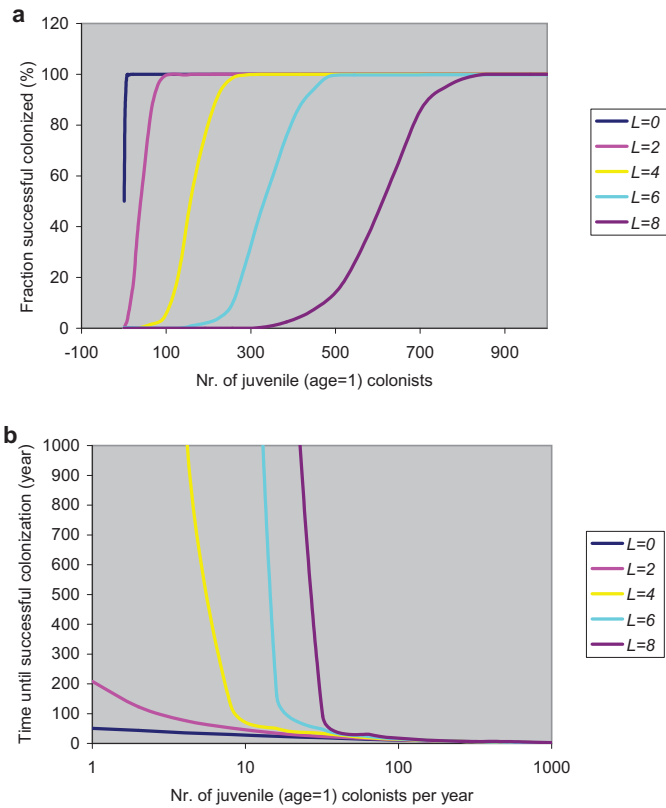 a
120
100
80
60
40
20
0
Fraction successful colonized (%)
-100 100 300 500 700 900
Nr. of juvenile (age=1) colonists
L=0
L=2
L=4
L=6
L=8
b
1000
900
800
700
600
500
400
300
200
100
0
Time until successful colonization (year)
1 10 100 1000
Nr. of juvenile (age=1) colonists per year
L=0
L=2
L=4
L=6
L=8